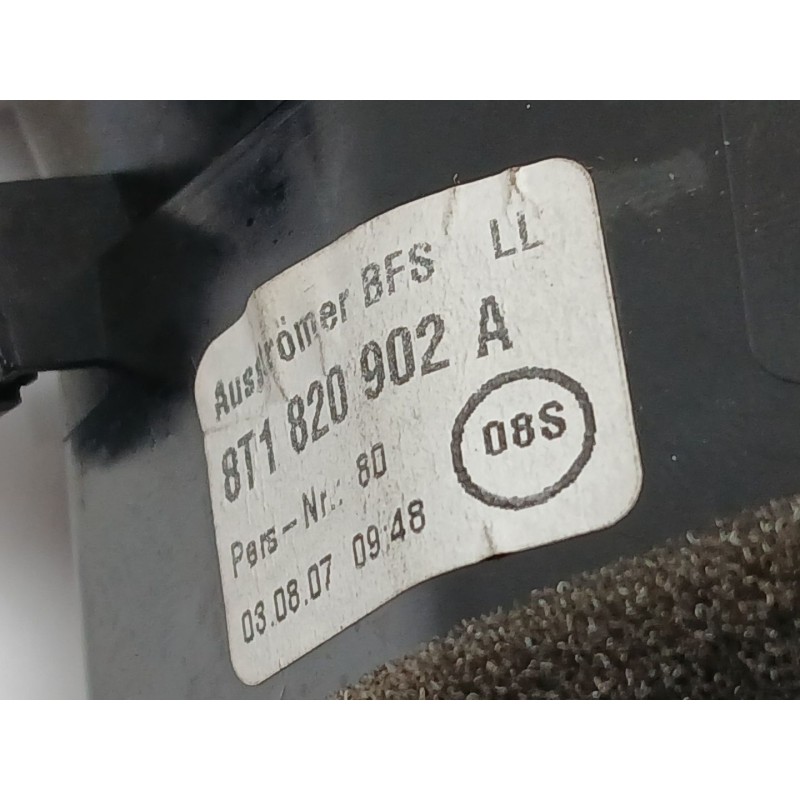 Ausströmer BFS LL
8T1 820 902 A
Pers-Nr.: 80
08S
03.08.07 09:48